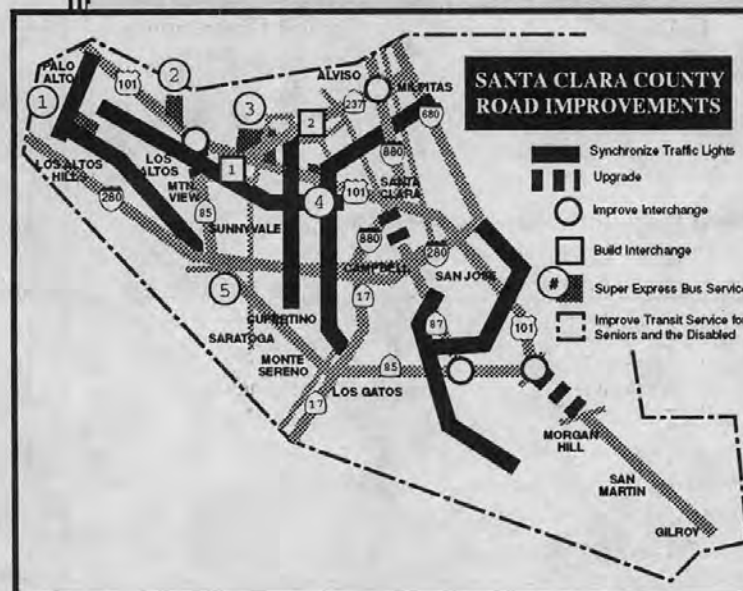 SANTA CLARA COUNTY
ROAD IMPROVEMENTS
Synchronize Traffic Lights
Upgrade
Improve Interchange
Build Interchange
#
Super Express Bus Service
Improve Transit Service for
Seniors and the Disabled
PALO
ALTO
101
1
2
3
2
1
4
5
ALVISO
MILPITAS
237
680
880
LOS ALTOS
HILLS
280
LOS
ALTOS
MTN.
VIEW
85
SUNNYVALE
SANTA
CLARA
101
880
280
CAMPBELL
SAN JOSE
17
87
101
CUPERTINO
SARATOGA
MONTE
SERENO
85
LOS GATOS
17
MORGAN
HILL
SAN
MARTIN
GILROY